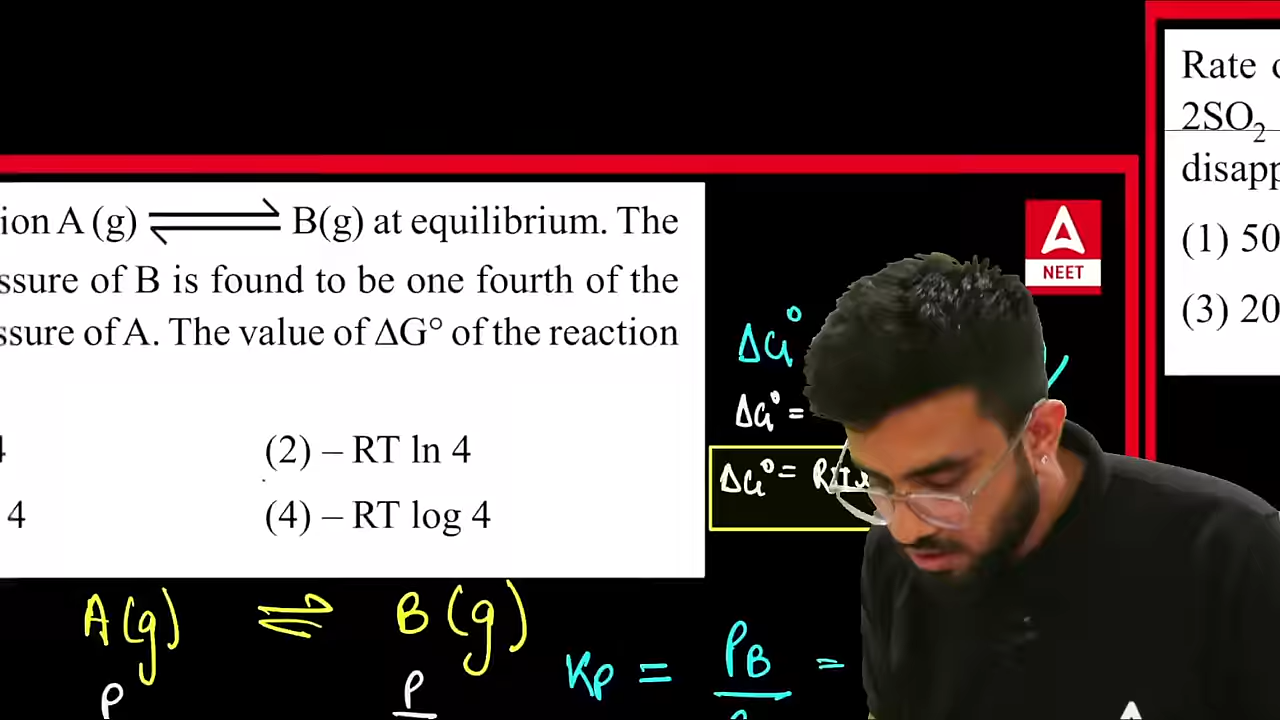 ion A (g) ⇌ B(g) at equilibrium. The
ssure of B is found to be one fourth of the
ssure of A. The value of ΔG° of the reaction
4
(2) – RT ln 4
4
(4) – RT log 4
A
NEET
ΔG°
ΔG° =
ΔG° = RT
A(g) ⇌ B(g)
P
P
Kp = PB =
Rate
2SO2
disapp
(1) 50
(3) 20